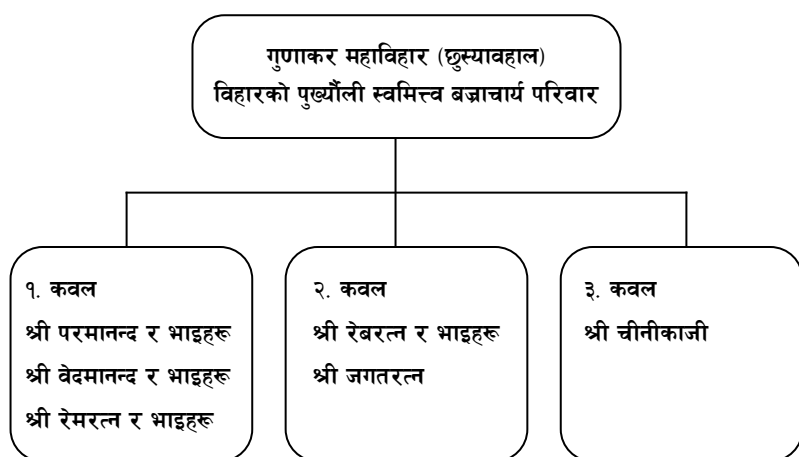 गुणाकर महाविहार (छुस्यावहाल)
विहारको पुर्ख्यौली स्वमित्त्व बज्राचार्य परिवार
१. कवल
श्री परमानन्द र भाइहरू
श्री वेदमानन्द र भाइहरू
श्री रेमरत्न र भाइहरू
२. कवल
श्री रेबरत्न र भाइहरू
श्री जगतरत्न
३. कवल
श्री चीनीकाजी